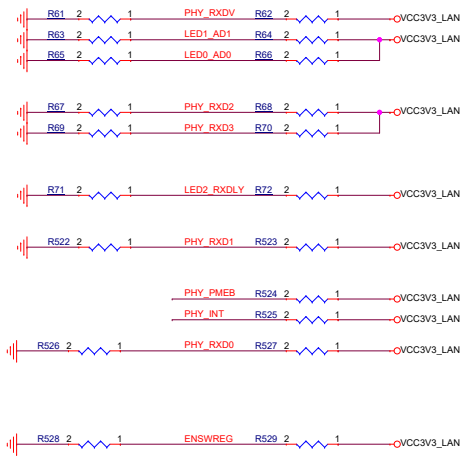 R61 2 1 PHY_RXDV R62 2 1 VCC3V3_LAN
R63 2 1 LED1_AD1 R64 2 1 VCC3V3_LAN
R65 2 1 LED0_AD0 R66 2 1
R67 2 1 PHY_RXD2 R68 2 1 VCC3V3_LAN
R69 2 1 PHY_RXD3 R70 2 1
R71 2 1 LED2_RXDLY R72 2 1 VCC3V3_LAN
R522 2 1 PHY_RXD1 R523 2 1 VCC3V3_LAN
PHY_PMEB R524 2 1 VCC3V3_LAN
PHY_INT R525 2 1 VCC3V3_LAN
R526 2 1 PHY_RXD0 R527 2 1 VCC3V3_LAN
R528 2 1 ENSWREG R529 2 1 VCC3V3_LAN